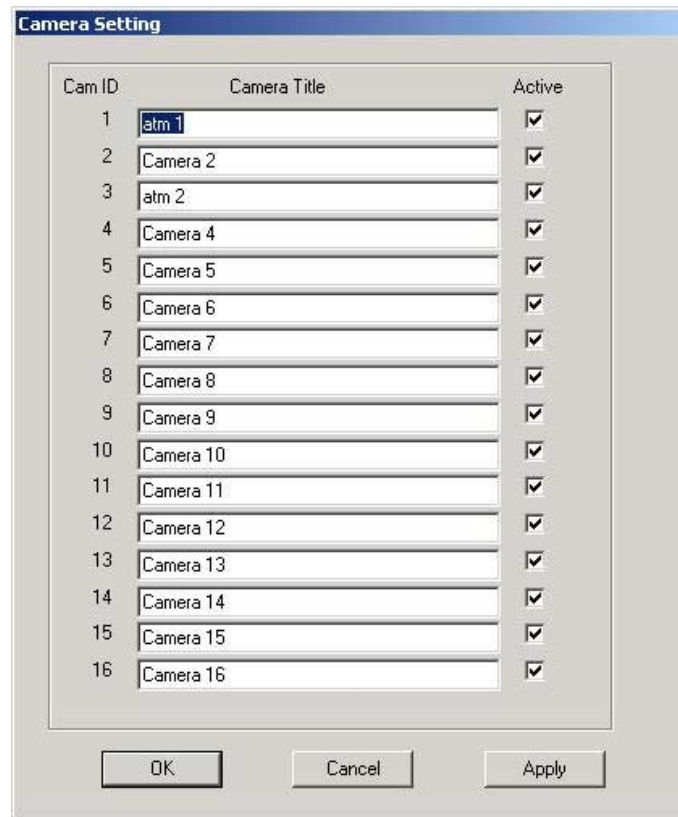 Camera Setting
Cam ID Camera Title Active
1 atm 1
2 Camera 2
3 atm 2
4 Camera 4
5 Camera 5
6 Camera 6
7 Camera 7
8 Camera 8
9 Camera 9
10 Camera 10
11 Camera 11
12 Camera 12
13 Camera 13
14 Camera 14
15 Camera 15
16 Camera 16
OK Cancel Apply